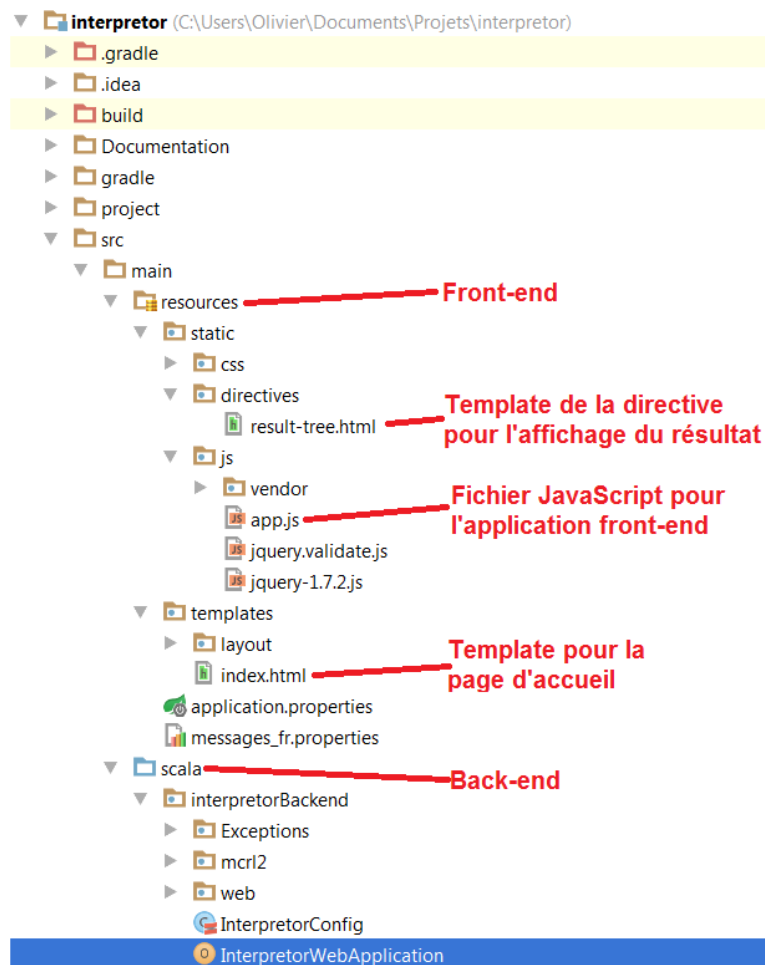 interpretor (C:\Users\Olivier\Documents\Projets\interpretor)
.gradle
.idea
build
Documentation
gradle
project
src
main
resources
Front-end
static
css
directives
result-tree.html
Template de la directive
pour l'affichage du résultat
js
vendor
app.js
Fichier JavaScript pour
l'application front-end
jquery.validate.js
jquery-1.7.2.js
templates
layout
index.html
Template pour la
page d'accueil
application.properties
messages_fr.properties
scala
Back-end
interpretorBackend
Exceptions
mcrl2
web
InterpretorConfig
InterpretorWebApplication